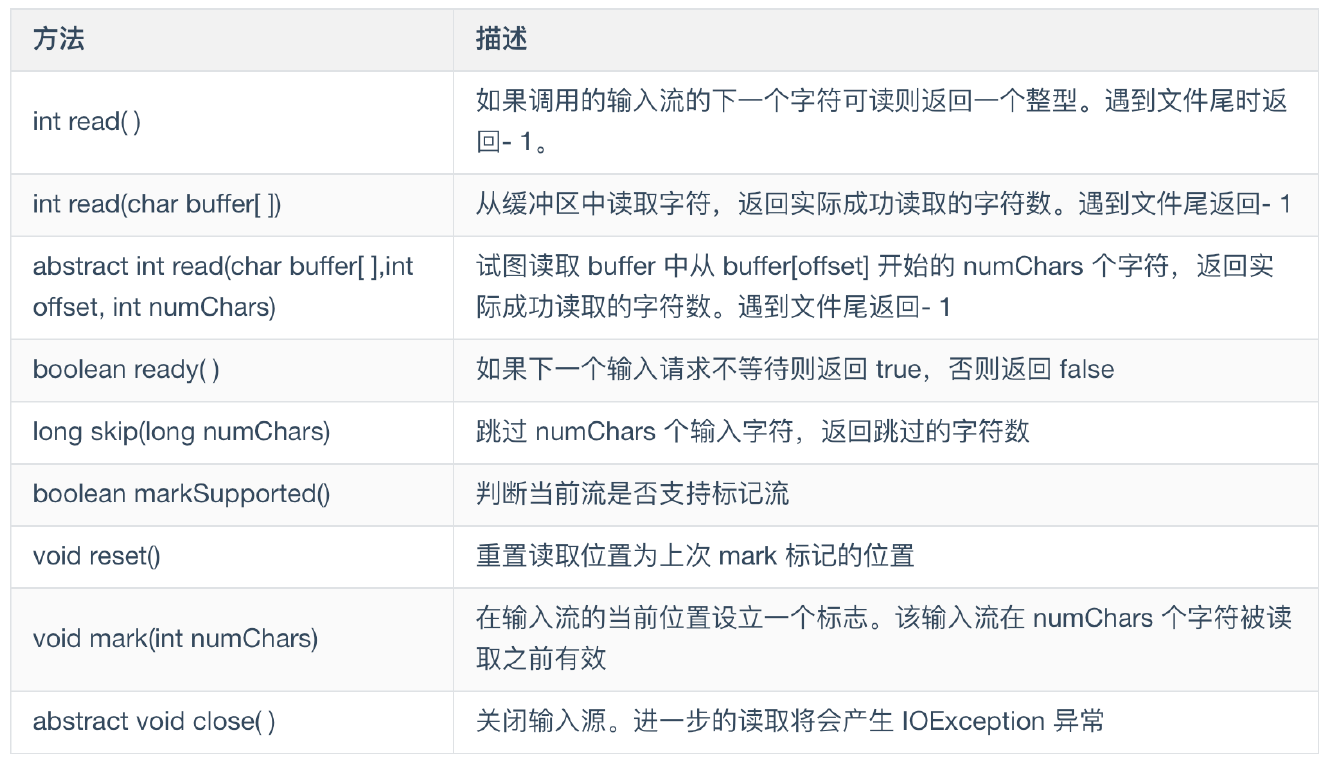 方法
描述
int read( )
如果调用的输入流的下一个字符可读则返回一个整型。遇到文件尾时返
回- 1。
int read(char buffer[ ])
从缓冲区中读取字符，返回实际成功读取的字符数。遇到文件尾返回- 1
abstract int read(char buffer[ ],int
offset, int numChars)
试图读取 buffer 中从 buffer[offset] 开始的 numChars 个字符，返回实
际成功读取的字符数。遇到文件尾返回- 1
boolean ready( )
如果下一个输入请求不等待则返回 true，否则返回 false
long skip(long numChars)
跳过 numChars 个输入字符，返回跳过的字符数
boolean markSupported()
判断当前流是否支持标记流
void reset()
重置读取位置为上次 mark 标记的位置
void mark(int numChars)
在输入流的当前位置设立一个标志。该输入流在 numChars 个字符被读
取之前有效
abstract void close( )
关闭输入源。进一步的读取将会产生 IOException 异常